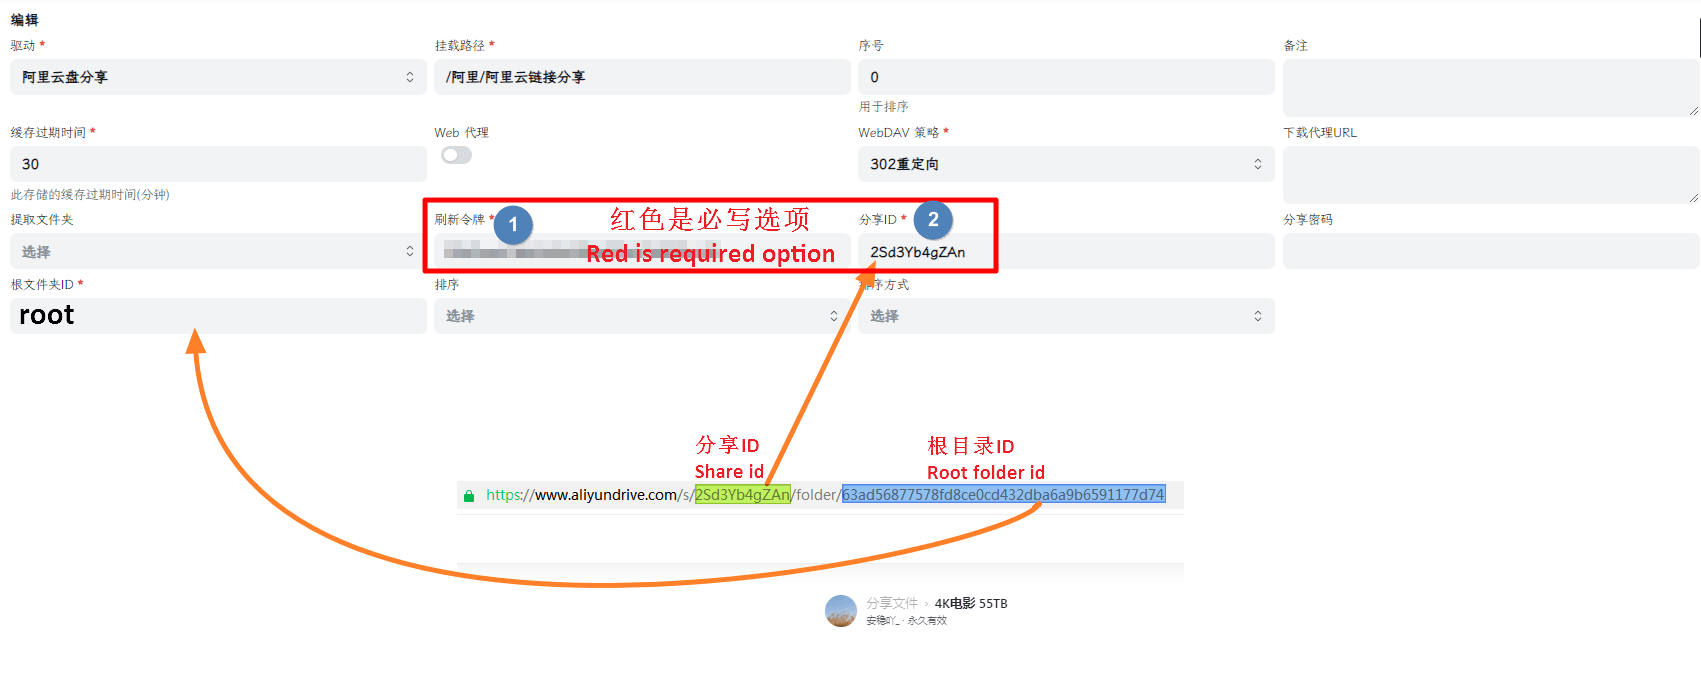 编辑
驱动 *
挂载路径 *
序号
备注
阿里云盘分享
/阿里/阿里云链接分享
0
用于排序
缓存过期时间 *
Web 代理
WebDAV 策略 *
下载代理URL
30
302重定向
此存储的缓存过期时间(分钟)
提取文件夹
刷新令牌 *
1
红色是必写选项
分享ID *
2
分享密码
选择
Red is required option
2Sd3Yb4gZAn
根文件夹ID *
排序
排序方式
root
选择
选择
分享ID
根目录ID
Share id
Root folder id
https://www.aliyundrive.com/s/2Sd3Yb4gZAn/folder/63ad56877578fd8ce0cd432dba6a9b6591177d74
分享文件 › 4K电影 55TB
安稳吖_ · 永久有效